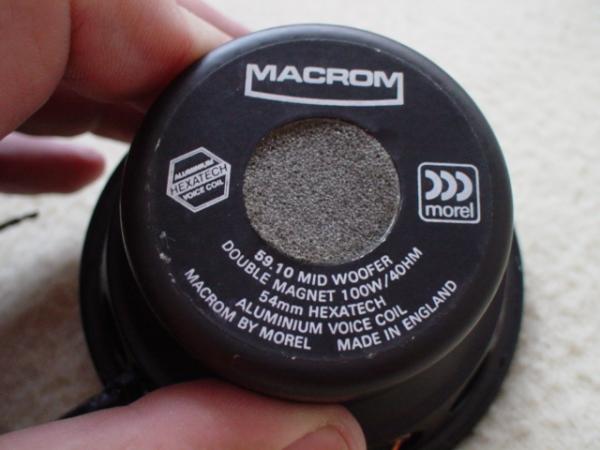 MACROM
ALUMINIUM
HEXATECH
VOICE COIL
morel
59.10 MID WOOFER
DOUBLE MAGNET 100W/4OHM
54mm HEXATECH
ALUMINIUM VOICE COIL
MACROM BY MOREL MADE IN ENGLAND